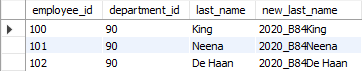 employee_id department_id last_name new_last_name
100 90 King 2020_B84King
101 90 Neena 2020_B84Neena
102 90 De Haan 2020_B84De Haan